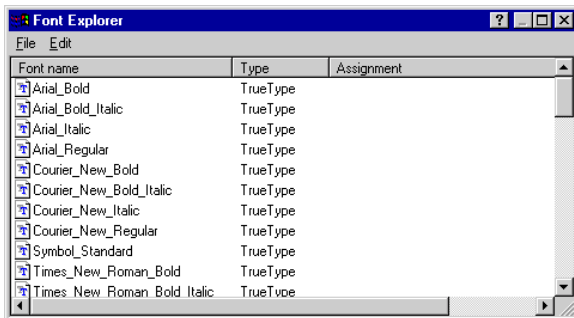 Font Explorer
File Edit
Font name Type Assignment
Arial_Bold TrueType
Arial_Bold_Italic TrueType
Arial_Italic TrueType
Arial_Regular TrueType
Courier_New_Bold TrueType
Courier_New_Bold_Italic TrueType
Courier_New_Italic TrueType
Courier_New_Regular TrueType
Symbol_Standard TrueType
Times_New_Roman_Bold TrueType
Times_New_Roman_Bold_Italic TrueType